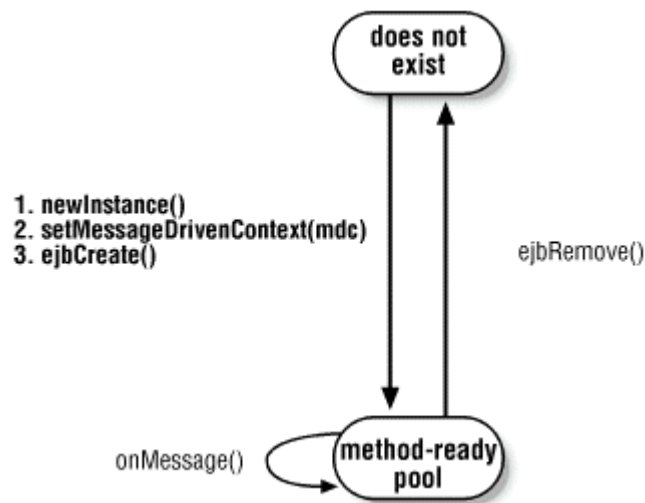 does not
exist
1. newInstance()
2. setMessageDrivenContext(mdc)
3. ejbCreate()
ejbRemove()
onMessage()
method-ready
pool